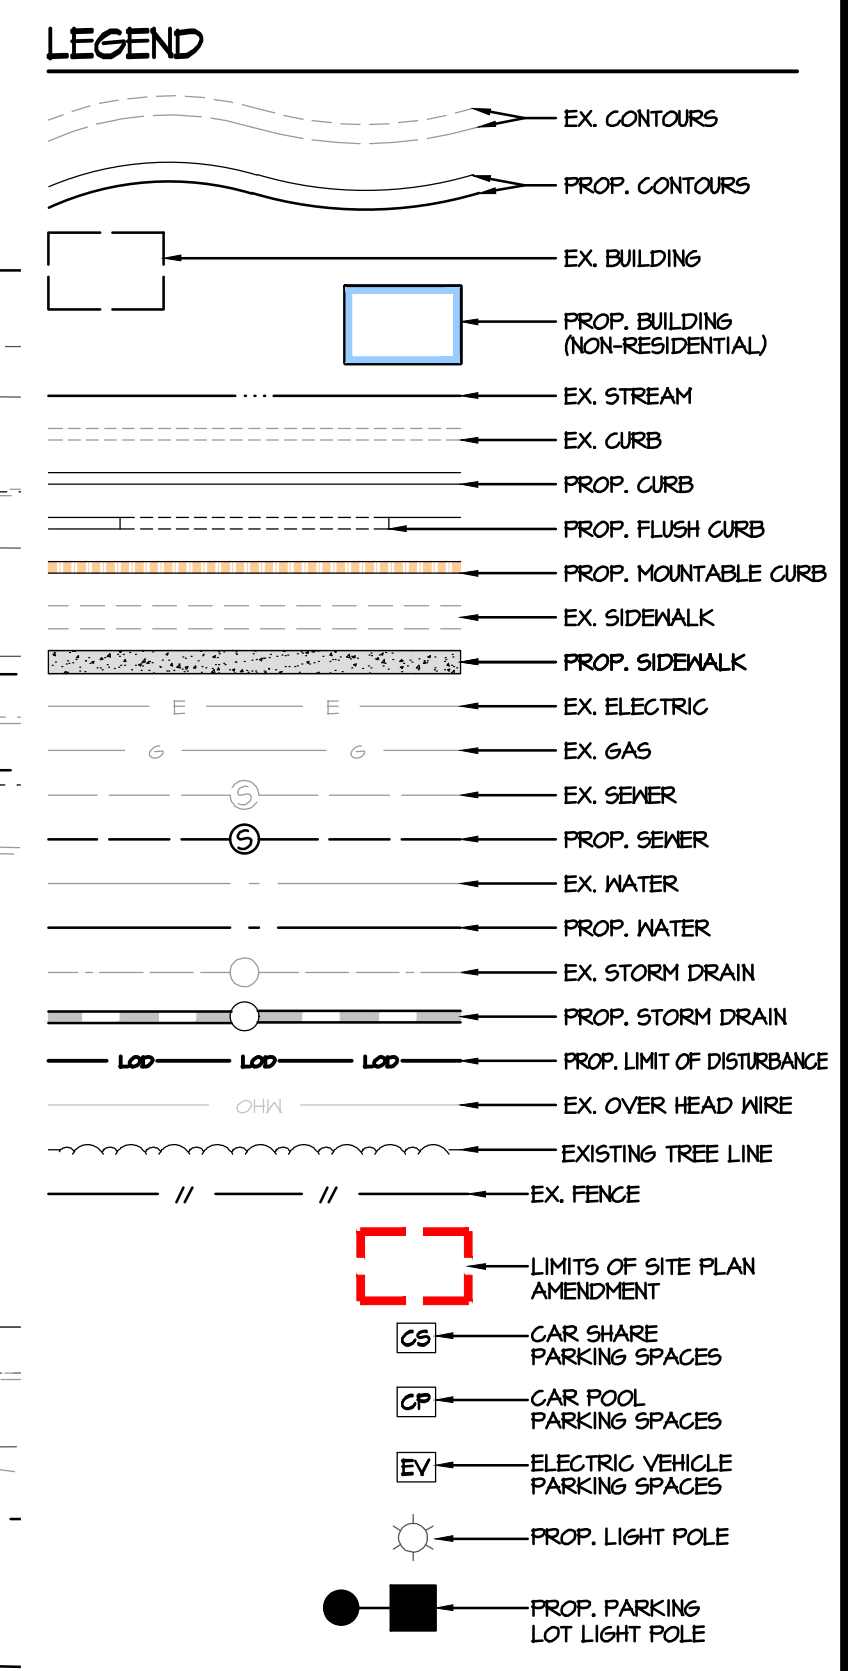 LEGEND
EX. CONTOURS
PROP. CONTOURS
EX. BUILDING
PROP. BUILDING
(NON-RESIDENTIAL)
EX. STREAM
EX. CURB
PROP. CURB
PROP. FLUSH CURB
PROP. MOUNTABLE CURB
EX. SIDEWALK
PROP. SIDEWALK
E E EX. ELECTRIC
G G EX. GAS
S EX. SEWER
S PROP. SEWER
EX. WATER
PROP. WATER
EX. STORM DRAIN
PROP. STORM DRAIN
LOD LOD LOD PROP. LIMIT OF DISTURBANCE
OHW EX. OVER HEAD WIRE
EXISTING TREE LINE
// // EX. FENCE
LIMITS OF SITE PLAN
AMENDMENT
CS CAR SHARE
PARKING SPACES
CP CAR POOL
PARKING SPACES
EV ELECTRIC VEHICLE
PARKING SPACES
PROP. LIGHT POLE
PROP. PARKING
LOT LIGHT POLE